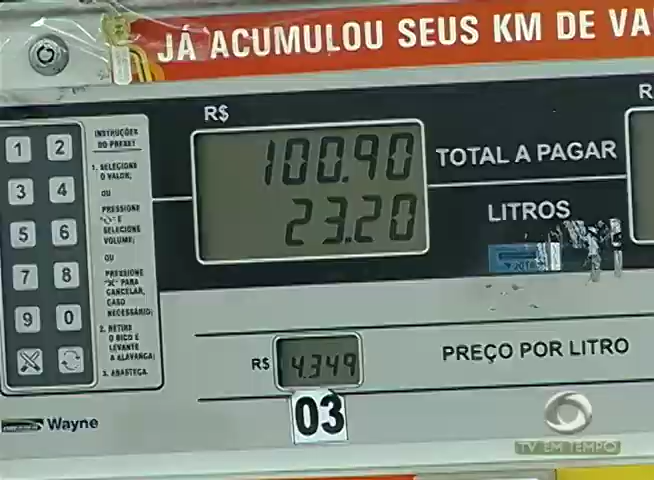 JÁ ACUMULOU SEUS KM DE VA
R$
R
100.90
TOTAL A PAGAR
23.20
LITROS
1 2
3 4
5 6
7 8
9 0
INSTRUÇÕES
DO PRESET
1. SELECIONE
O VALOR;
OU
PRESSIONE
E
SELECIONE
VOLUME;
OU
PRESSIONE
"X" PARA
CANCELAR,
CASO
NECESSÁRIO;
2. RETIRE
O BICO E
LEVANTE
A ALAVANCA;
3. ABASTEÇA.
R$ 4.349
PREÇO POR LITRO
03
Wayne
TV EM TEMPO